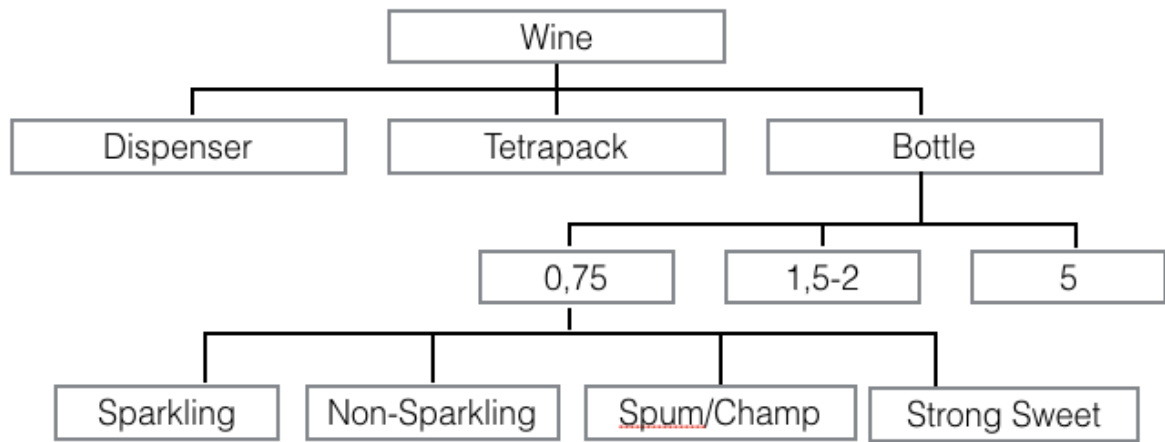 Wine
Dispenser
Tetrapack
Bottle
0,75
1,5-2
5
Sparkling
Non-Sparkling
Spum/Champ
Strong Sweet